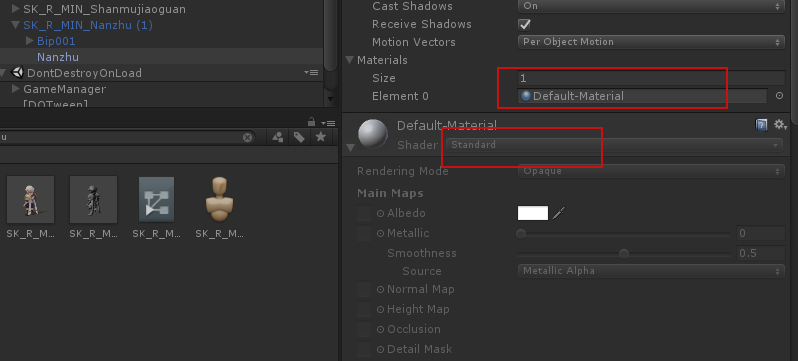 SK_R_MIN_Shanmujiaoguan
SK_R_MIN_Nanzhu (1)
Bip001
Nanzhu
DontDestroyOnLoad
GameManager
[DOTween]
u
SK_R_M...
SK_R_M...
SK_R_M...
SK_R_M...
Cast Shadows On
Receive Shadows
Motion Vectors Per Object Motion
Materials
Size 1
Element 0 Default-Material
Default-Material
Shader Standard
Rendering Mode Opaque
Main Maps
Albedo
Metallic 0
Smoothness 0.5
Source Metallic Alpha
Normal Map
Height Map
Occlusion
Detail Mask